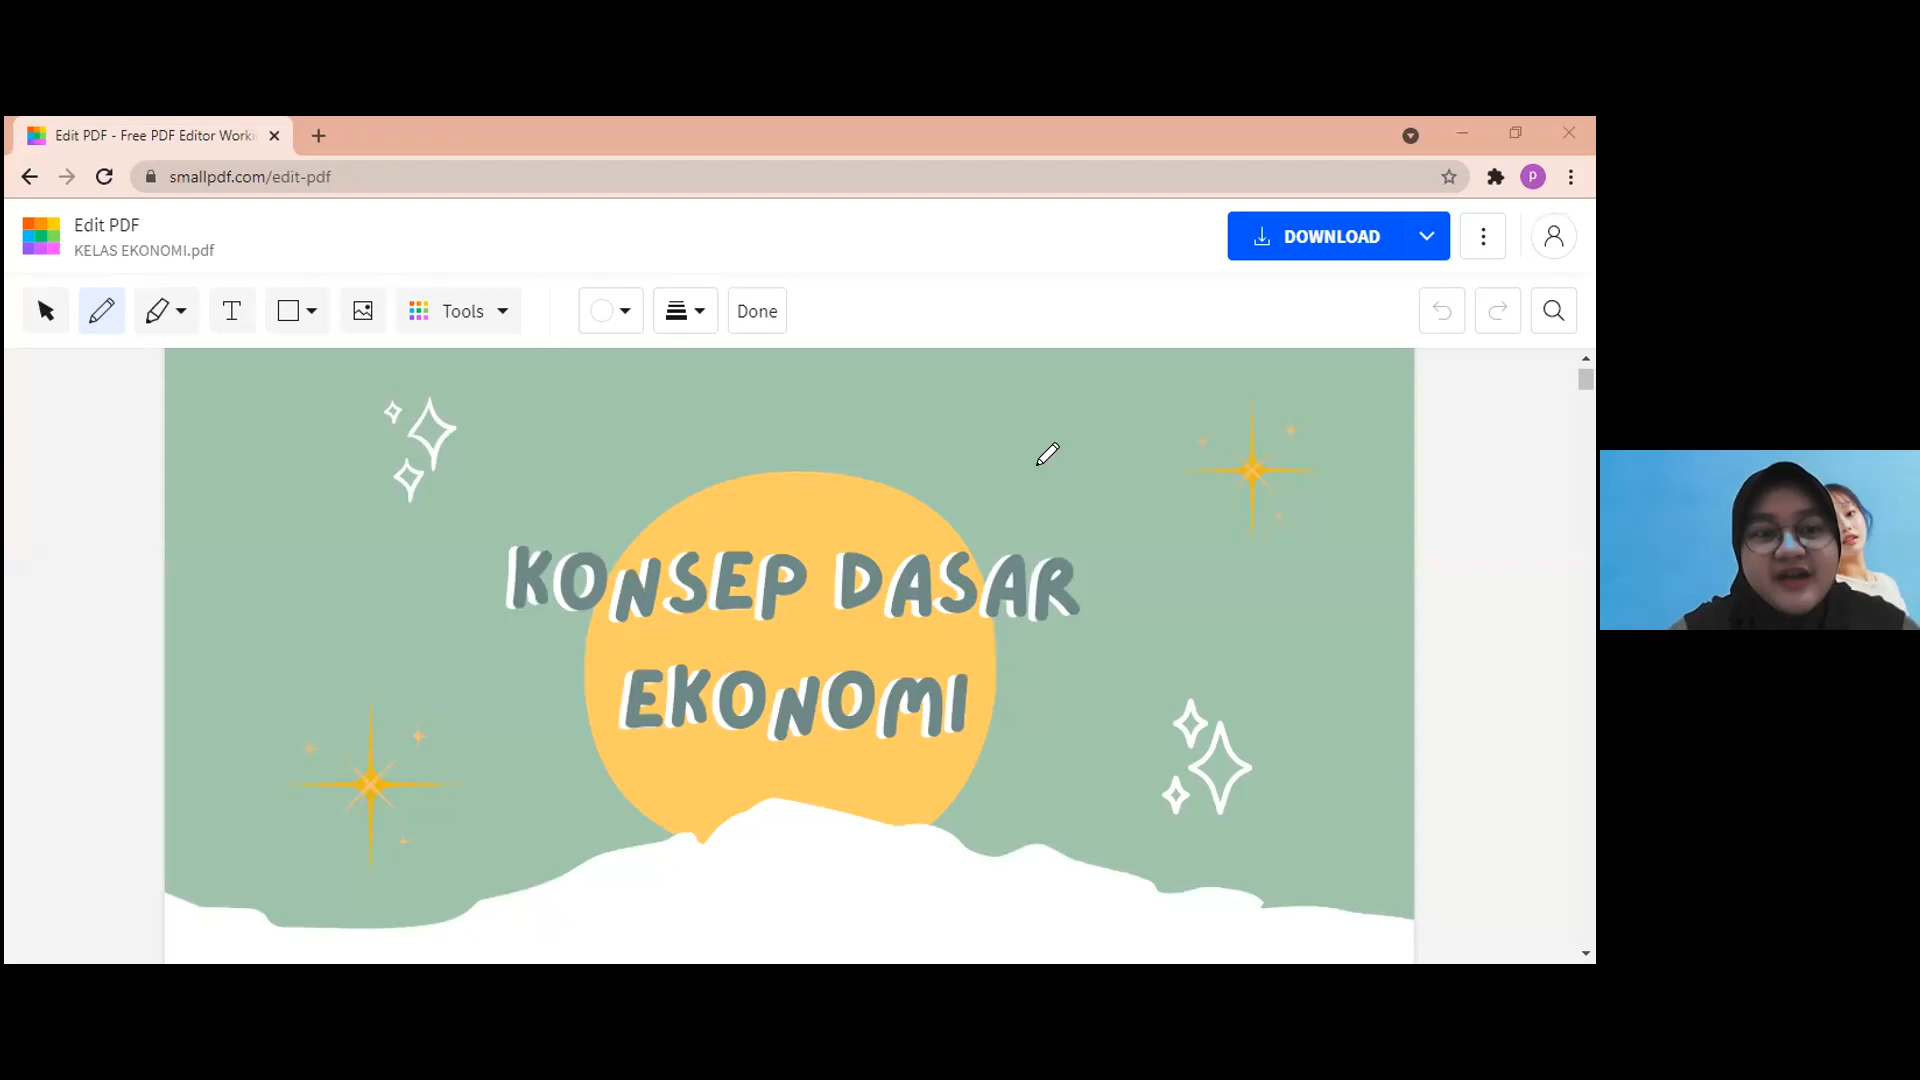 Edit PDF - Free PDF Editor Worki
smallpdf.com/edit-pdf
P
Edit PDF
KELAS EKONOMI.pdf
DOWNLOAD
T
Tools
Done
KONSEP DASAR
EKONOMI